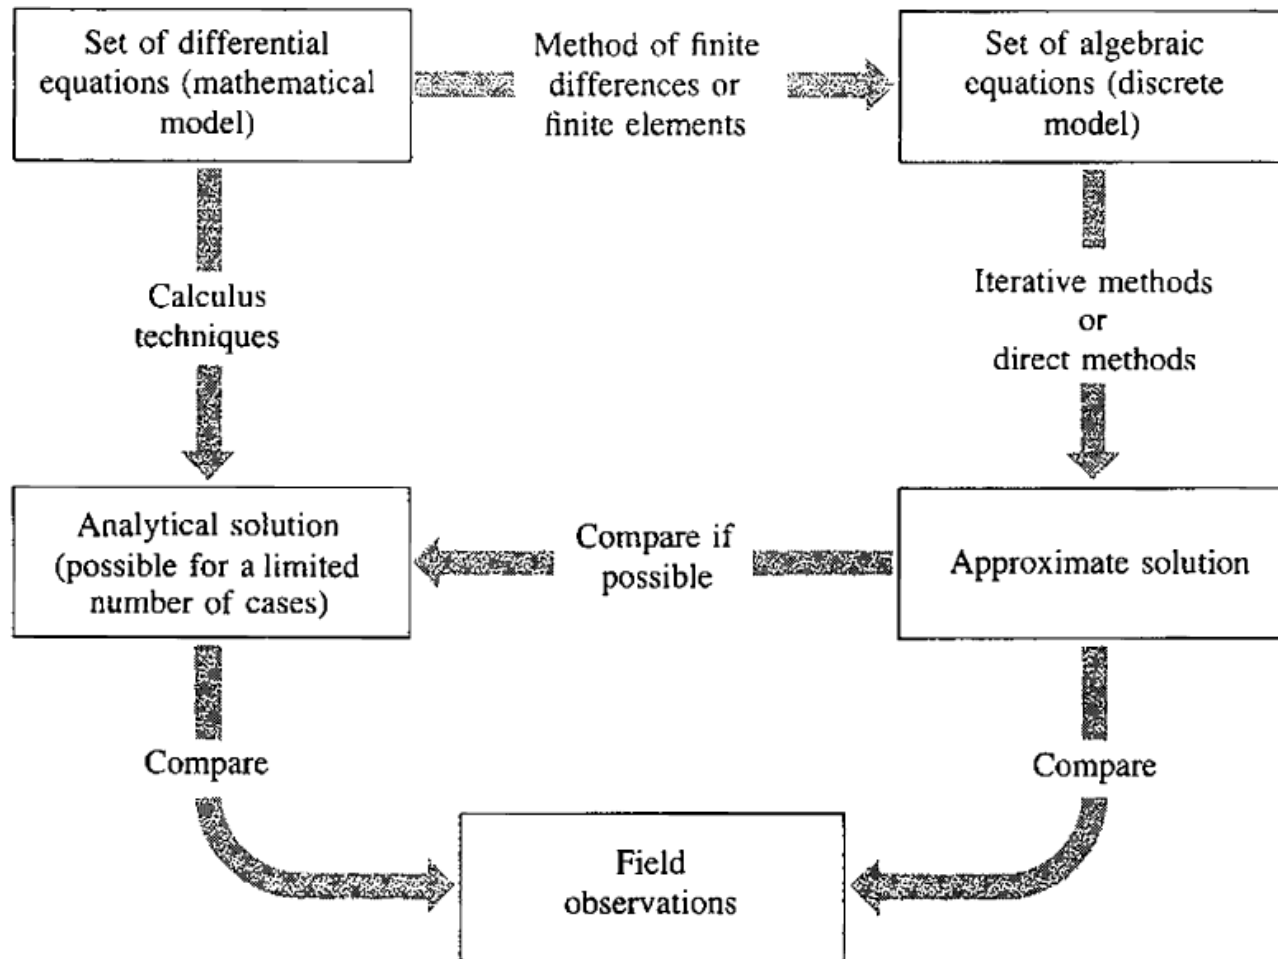 Set of differential
equations (mathematical
model)
Method of finite
differences or
finite elements
Set of algebraic
equations (discrete
model)
Calculus
techniques
Iterative methods
or
direct methods
Analytical solution
(possible for a limited
number of cases)
Compare if
possible
Approximate solution
Compare
Compare
Field
observations